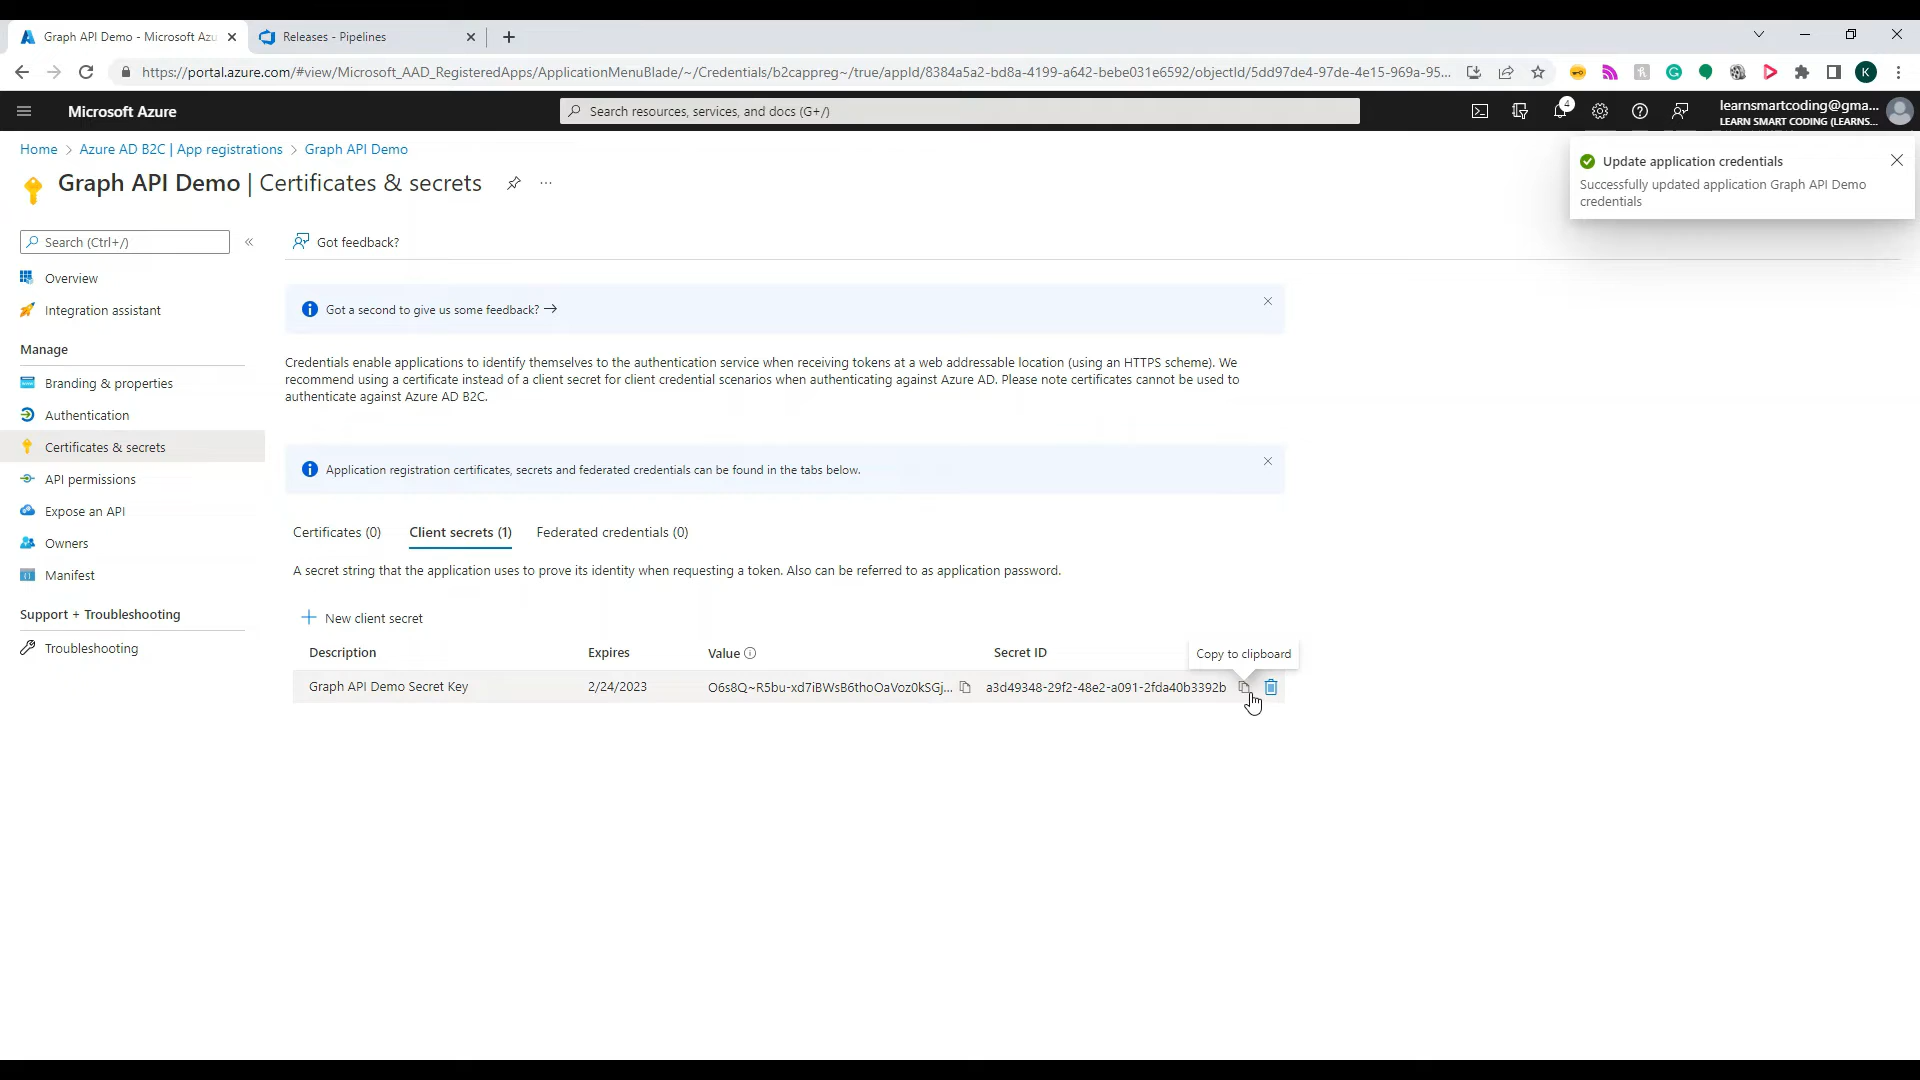 Graph API Demo - Microsoft Azu
Releases - Pipelines
https://portal.azure.com/#view/Microsoft_AAD_RegisteredApps/ApplicationMenuBlade/~/Credentials/b2cappreg~/true/appId/8384a5a2-bd8a-4199-a642-bebe031e6592/objectId/5dd97de4-97de-4e15-969a-95...
K
Microsoft Azure
Search resources, services, and docs (G+/)
4
learnsmartcoding@gma...
LEARN SMART CODING (LEARNS...
Home > Azure AD B2C | App registrations > Graph API Demo
Graph API Demo | Certificates & secrets
...
Update application credentials
Successfully updated application Graph API Demo
credentials
Search (Ctrl+/)
«
Got feedback?
Overview
Integration assistant
Manage
Branding & properties
Authentication
Certificates & secrets
API permissions
Expose an API
Owners
Manifest
Support + Troubleshooting
Troubleshooting
Got a second to give us some feedback? →
Credentials enable applications to identify themselves to the authentication service when receiving tokens at a web addressable location (using an HTTPS scheme). We
recommend using a certificate instead of a client secret for client credential scenarios when authenticating against Azure AD. Please note certificates cannot be used to
authenticate against Azure AD B2C.
Application registration certificates, secrets and federated credentials can be found in the tabs below.
Certificates (0)
Client secrets (1)
Federated credentials (0)
A secret string that the application uses to prove its identity when requesting a token. Also can be referred to as application password.
New client secret
Description
Expires
Value
Secret ID
Copy to clipboard
Graph API Demo Secret Key
2/24/2023
O6s8Q~R5bu-xd7iBWsB6thoOaVoz0kSGj...
a3d49348-29f2-48e2-a091-2fda40b3392b